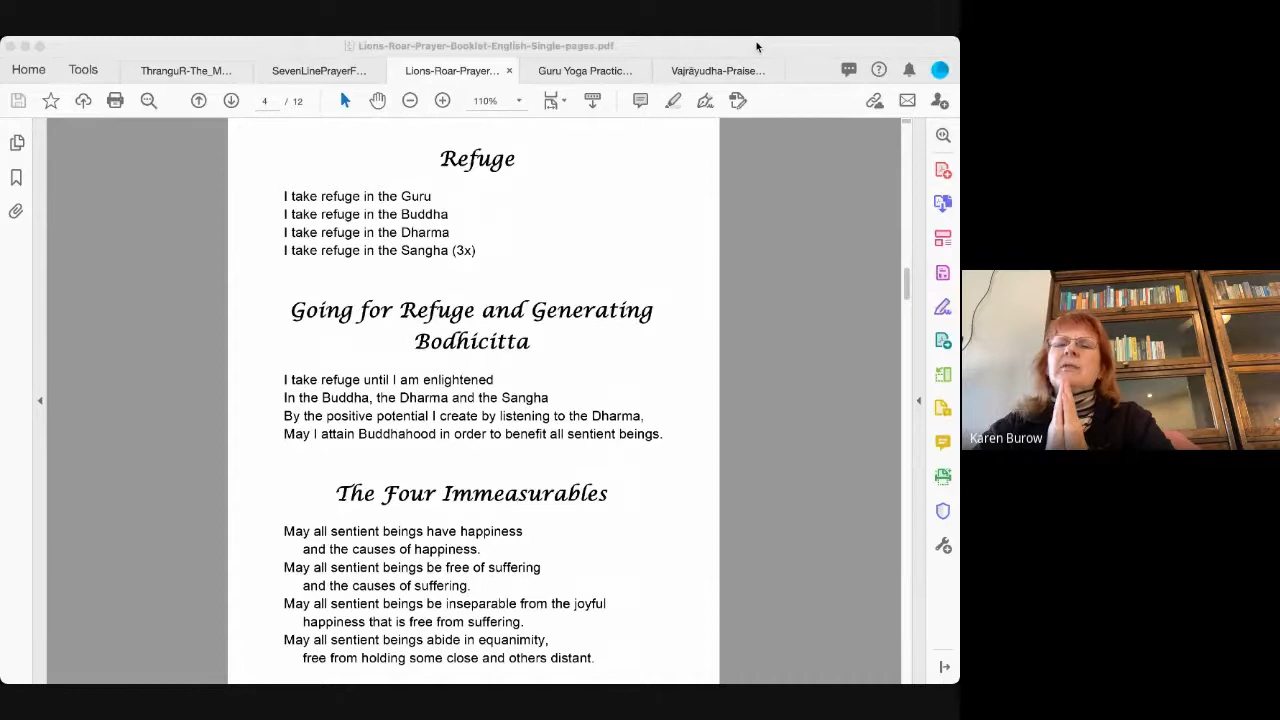 Lions-Roar-Prayer-Booklet-English-Single-pages.pdf
Home
Tools
ThranguR-The_M...
SevenLinePrayerF...
Lions-Roar-Prayer...
Guru Yoga Practic...
Vajrāyudha-Praise...
4 / 12
110%
Refuge
I take refuge in the Guru
I take refuge in the Buddha
I take refuge in the Dharma
I take refuge in the Sangha (3x)
Going for Refuge and Generating
Bodhicitta
I take refuge until I am enlightened
In the Buddha, the Dharma and the Sangha
By the positive potential I create by listening to the Dharma,
May I attain Buddhahood in order to benefit all sentient beings.
The Four Immeasurables
May all sentient beings have happiness
and the causes of happiness.
May all sentient beings be free of suffering
and the causes of suffering.
May all sentient beings be inseparable from the joyful
happiness that is free from suffering.
May all sentient beings abide in equanimity,
free from holding some close and others distant.
Karen Burow